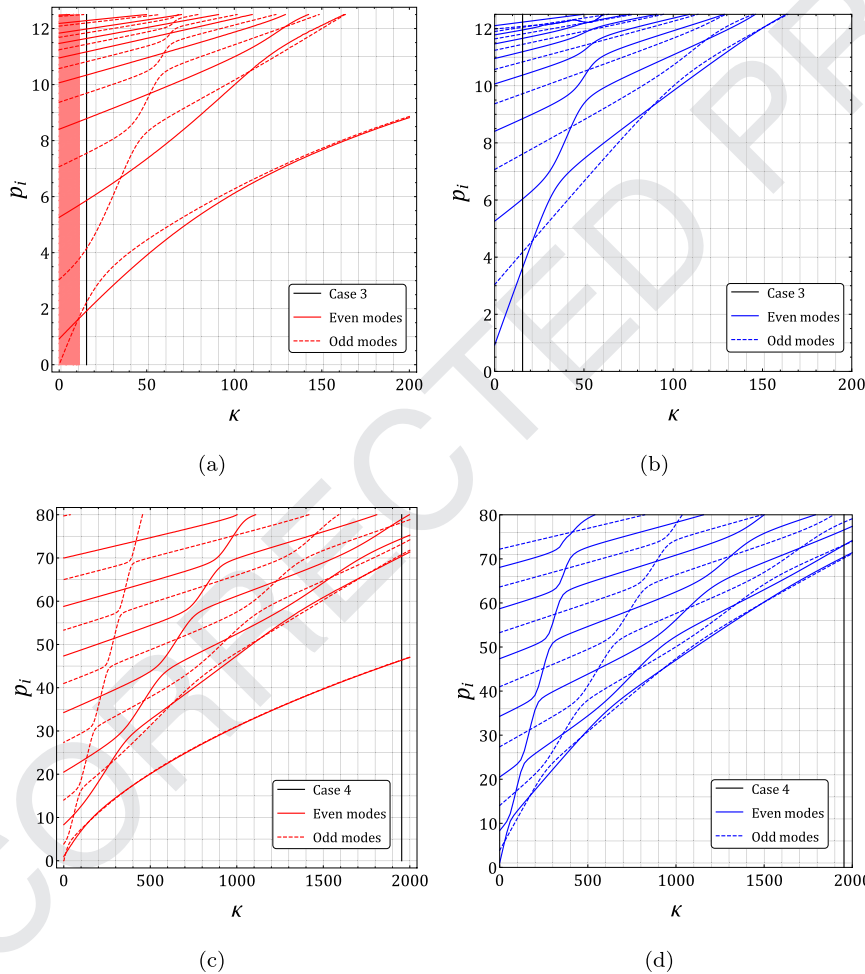 12
10
8
6
4
2
0
p_i
0
50
100
150
200
κ
Case 3
Even modes
Odd modes
(a)
12
10
8
6
4
2
0
p_i
0
50
100
150
200
κ
Case 3
Even modes
Odd modes
(b)
80
70
60
50
40
30
20
10
0
p_i
0
500
1000
1500
2000
κ
Case 4
Even modes
Odd modes
(c)
80
70
60
50
40
30
20
10
0
p_i
0
500
1000
1500
2000
κ
Case 4
Even modes
Odd modes
(d)
CORRECTED PR